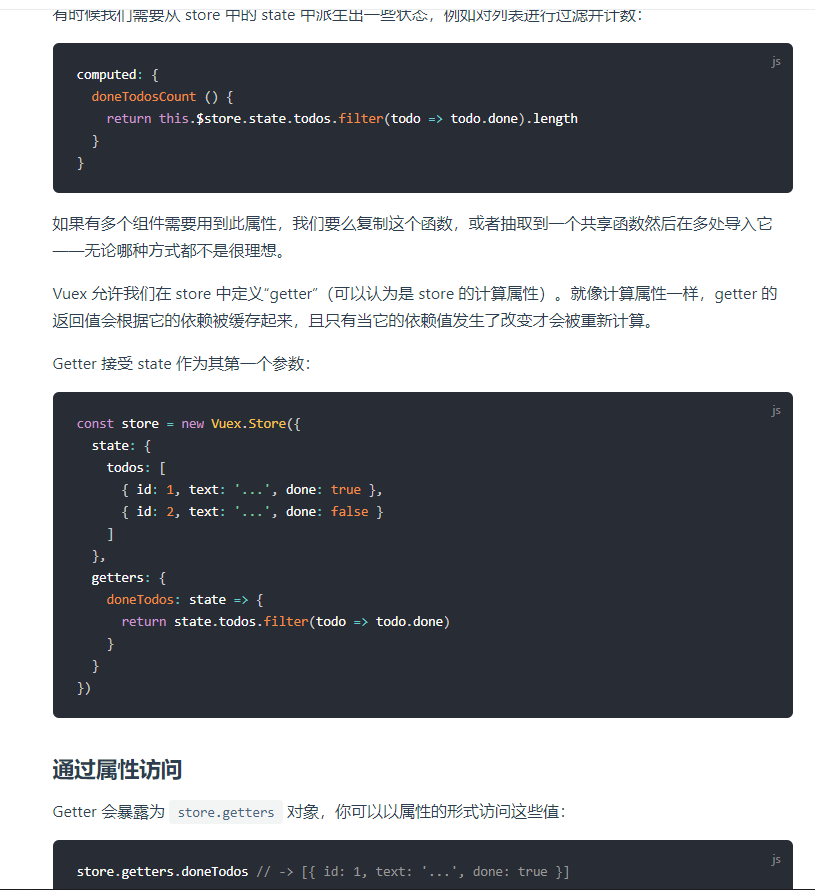 有时候我们需要从 store 中的 state 中派生出一些状态，例如对列表进行过滤并计数：
js
computed: {
  doneTodosCount () {
    return this.$store.state.todos.filter(todo => todo.done).length
  }
}
如果有多个组件需要用到此属性，我们要么复制这个函数，或者抽取到一个共享函数然后在多处导入它
——无论哪种方式都不是很理想。
Vuex 允许我们在 store 中定义“getter”（可以认为是 store 的计算属性）。就像计算属性一样，getter 的
返回值会根据它的依赖被缓存起来，且只有当它的依赖值发生了改变才会被重新计算。
Getter 接受 state 作为其第一个参数：
js
const store = new Vuex.Store({
  state: {
    todos: [
      { id: 1, text: '...', done: true },
      { id: 2, text: '...', done: false }
    ]
  },
  getters: {
    doneTodos: state => {
      return state.todos.filter(todo => todo.done)
    }
  }
})
通过属性访问
Getter 会暴露为 store.getters 对象，你可以以属性的形式访问这些值：
js
store.getters.doneTodos // -> [{ id: 1, text: '...', done: true }]